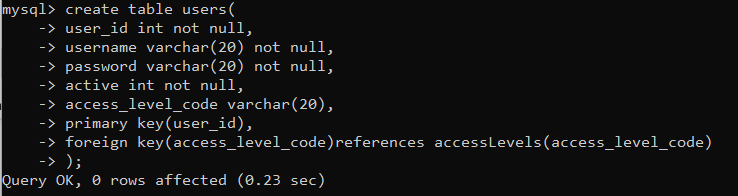 mysql> create table users(
    -> user_id int not null,
    -> username varchar(20) not null,
    -> password varchar(20) not null,
    -> active int not null,
    -> access_level_code varchar(20),
    -> primary key(user_id),
    -> foreign key(access_level_code)references accessLevels(access_level_code)
    -> );
Query OK, 0 rows affected (0.23 sec)